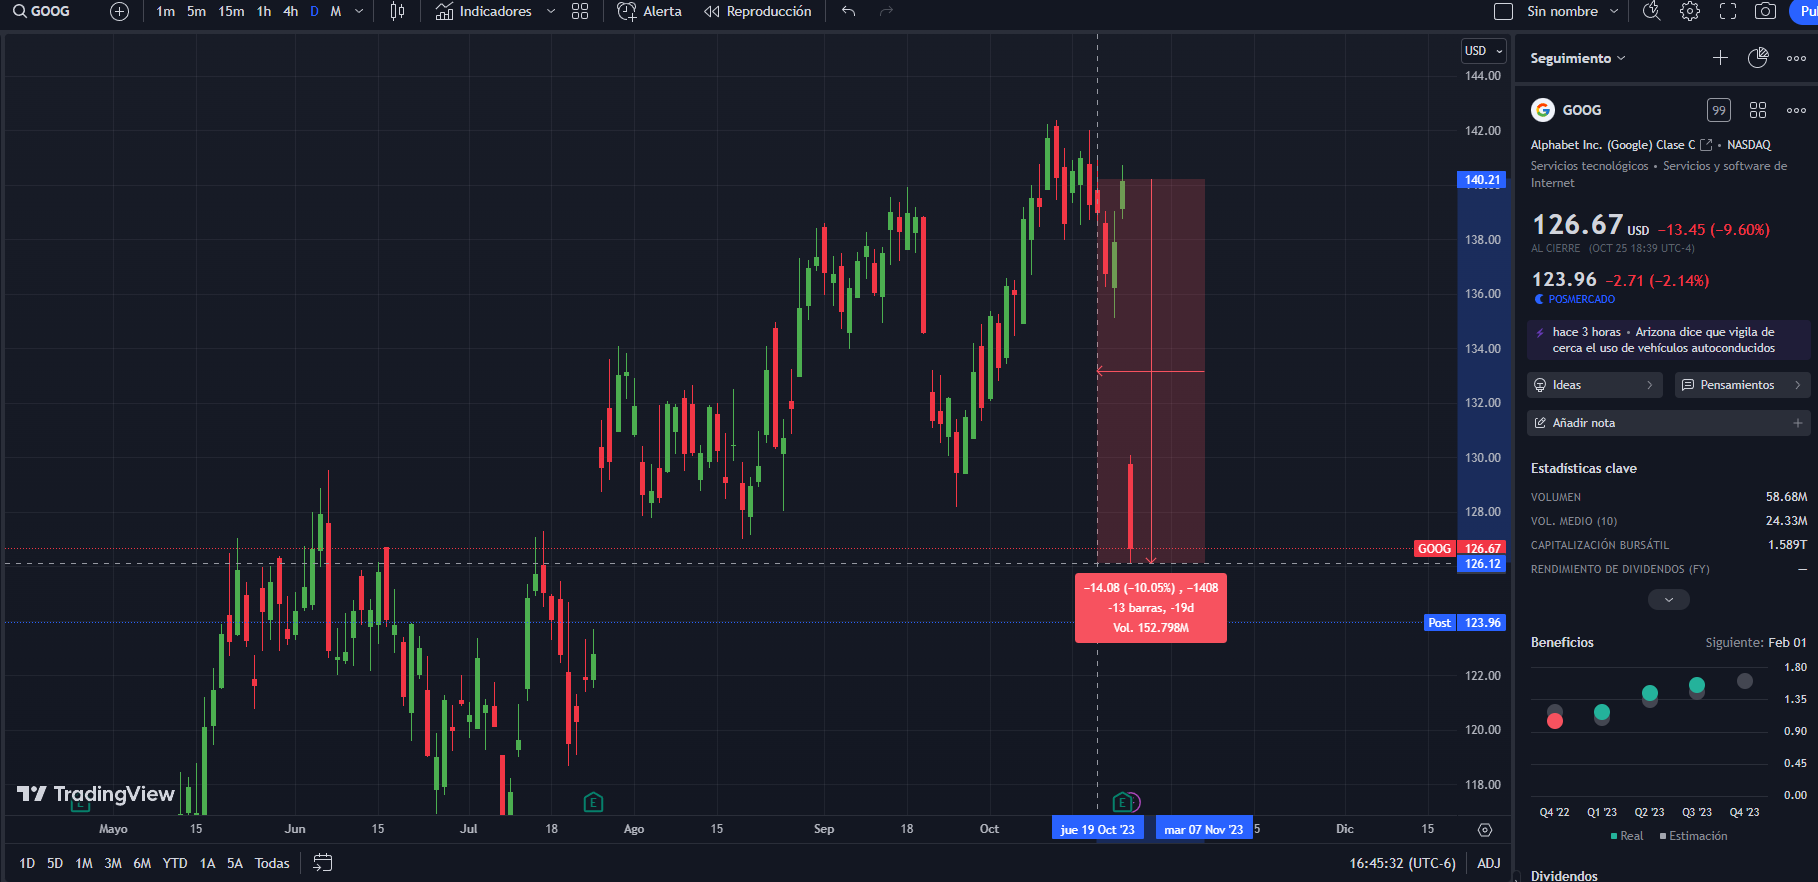 GOOG
1m 5m 15m 1h 4h D M Indicadores Alerta Reproducción Sin nombre Pu
USD
144.00
142.00
140.21
138.00
136.00
134.00
132.00
130.00
128.00
GOOG 126.67
126.12
Post 123.96
122.00
120.00
118.00
−14.08 (−10.05%) , −1408
-13 barras, -19d
Vol. 152.798M
TradingView
E
E
E
Mayo 15 Jun 15 Jul 18 Ago 15 Sep 18 Oct jue 19 Oct '23 mar 07 Nov '23 5 Dic 15
1D 5D 1M 3M 6M YTD 1A 5A Todas 16:45:32 (UTC-6) ADJ
Seguimiento
GOOG 99
Alphabet Inc. (Google) Clase C • NASDAQ
Servicios tecnológicos • Servicios y software de
Internet
126.67 USD −13.45 (−9.60%)
AL CIERRE (OCT 25 18:39 UTC-4)
123.96 −2.71 (−2.14%)
POSMERCADO
hace 3 horas • Arizona dice que vigila de
cerca el uso de vehículos autoconducidos
Ideas Pensamientos
Añadir nota
Estadísticas clave
VOLUMEN 58.68M
VOL. MEDIO (10) 24.33M
CAPITALIZACIÓN BURSÁTIL 1.589T
RENDIMIENTO DE DIVIDENDOS (FY) —
Beneficios Siguiente: Feb 01
1.80
1.35
0.90
0.45
0.00
Q4 '22 Q1 '23 Q2 '23 Q3 '23 Q4 '23
Real Estimación
Dividendos